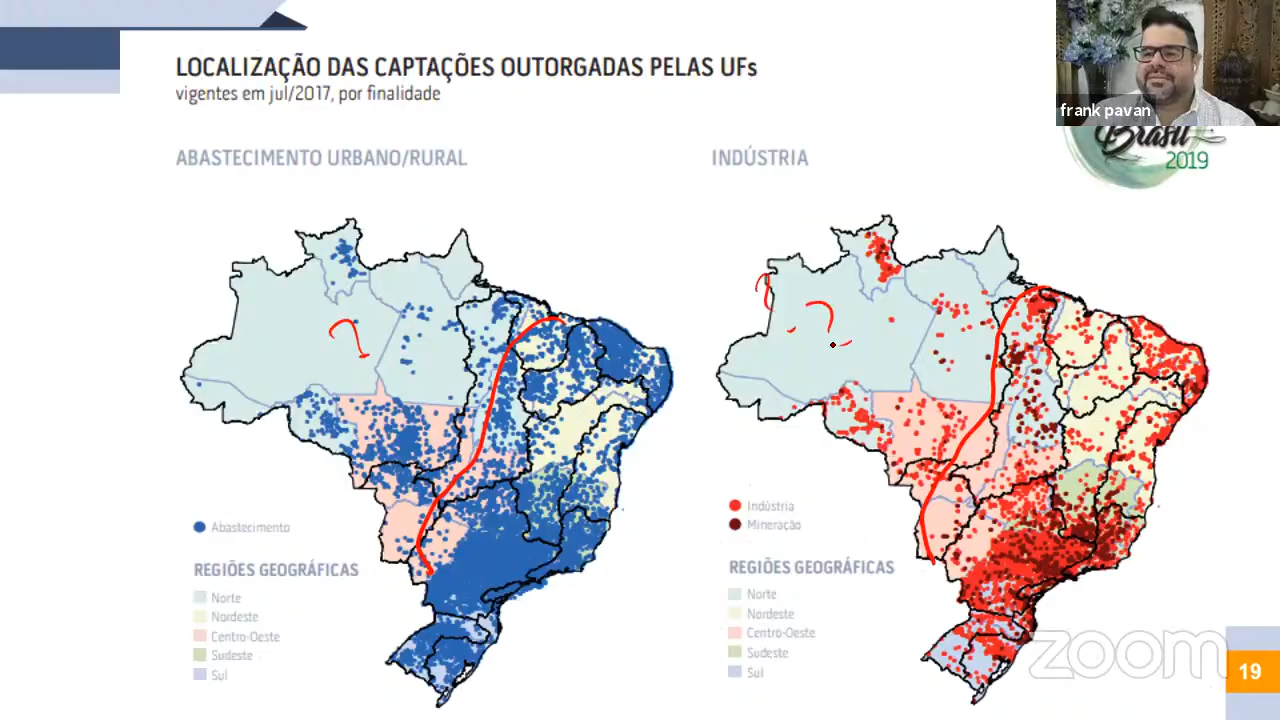 LOCALIZAÇÃO DAS CAPTAÇÕES OUTORGADAS PELAS UFs
vigentes em jul/2017, por finalidade
frank pavan
Brasil
2019
ABASTECIMENTO URBANO/RURAL
INDÚSTRIA
Abastecimento
REGIÕES GEOGRÁFICAS
Norte
Nordeste
Centro-Oeste
Sudeste
Sul
Indústria
Mineração
REGIÕES GEOGRÁFICAS
Norte
Nordeste
Centro-Oeste
Sudeste
Sul
zoom
19